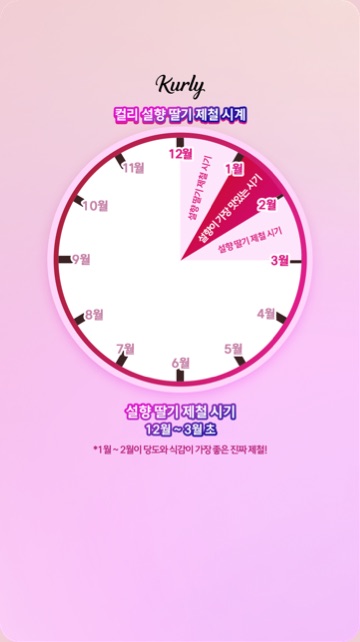 Kurly
컬리 설향 딸기 제철 시계
12월
1월
2월
3월
4월
5월
6월
7월
8월
9월
10월
11월
설향 딸기 제철 시기
설향이 가장 맛있는 시기
설향 딸기 제철 시기
설향 딸기 제철 시기
12월 ~ 3월 초
*1월 ~ 2월이 당도와 식감이 가장 좋은 진짜 제철!